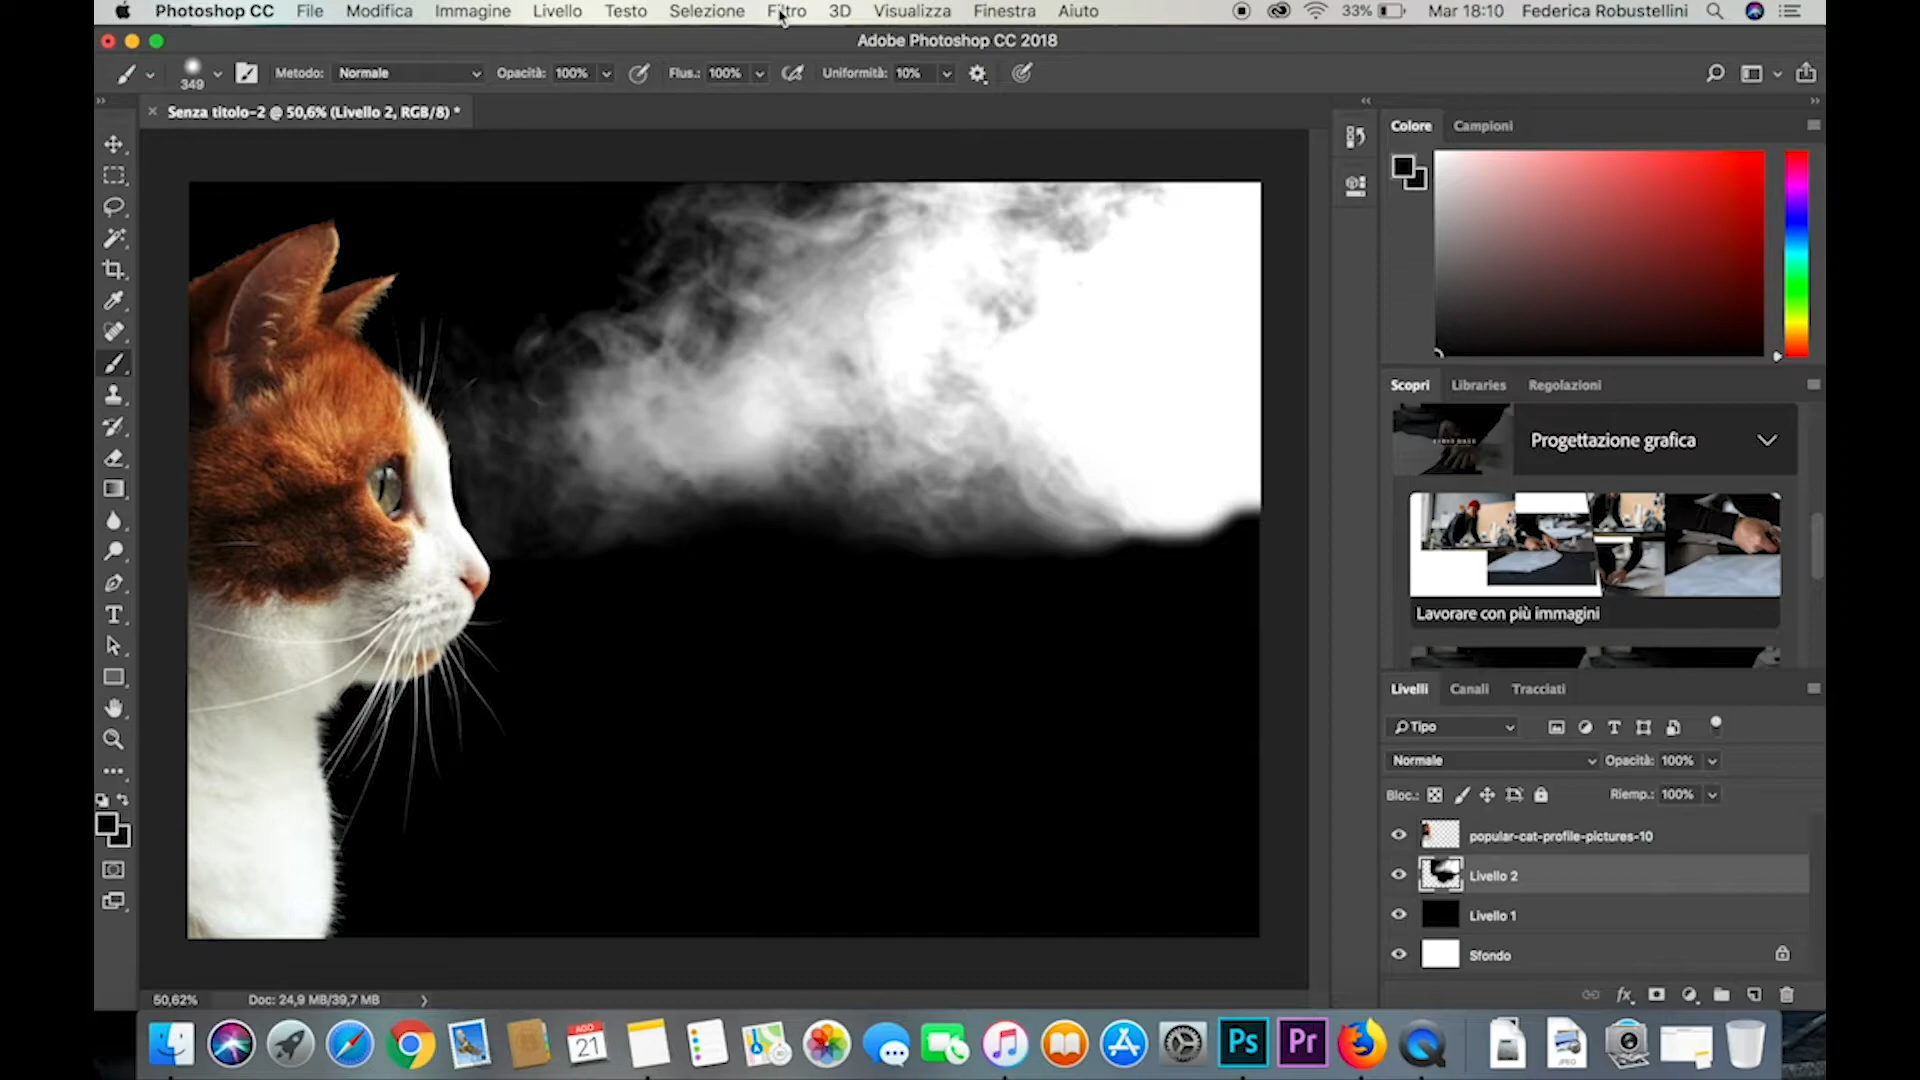 Photoshop CC File Modifica Immagine Livello Testo Selezione Filtro 3D Visualizza Finestra Aiuto 33% Mar 18:10 Federica Robustellini
Adobe Photoshop CC 2018
349 Metodo: Normale Opacità: 100% Flus.: 100% Uniformità: 10%
Senza titolo-2 @ 50,6% (Livello 2, RGB/8) *
Colore Campioni
Scopri Libraries Regolazioni
Progettazione grafica
Lavorare con più immagini
Livelli Canali Tracciati
Tipo
Normale Opacità: 100%
Bloc.: Riemp.: 100%
popular-cat-profile-pictures-10
Livello 2
Livello 1
Sfondo
fx
50,62% Doc: 24,9 MB/39,7 MB
AGO
21
Ps Pr
JPEG